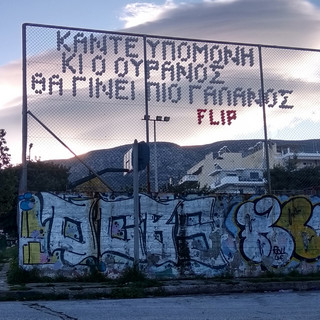 ΚΑΝΤΕ ΥΠΟΜΟΝΗ
ΚΙ Ο ΟΥΡΑΝΟΣ
ΘΑ ΓΙΝΕΙ ΠΙΟ ΓΑΛΑΝΟΣ
FLIP